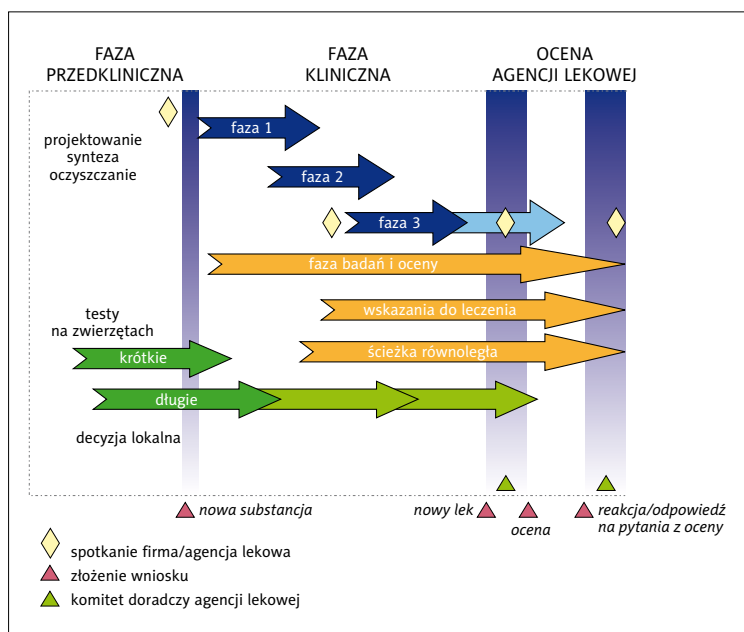 FAZA
PRZEDKLINICZNA
FAZA
KLINICZNA
OCENA
AGENCJI LEKOWEJ
projektowanie
synteza
oczyszczanie
faza 1
faza 2
faza 3
faza badań i oceny
wskazania do leczenia
testy
na zwierzętach
krótkie
ścieżka równoległa
długie
decyzja lokalna
nowa substancja
nowy lek
ocena
reakcja/odpowiedź
na pytania z oceny
spotkanie firma/agencja lekowa
złożenie wniosku
komitet doradczy agencji lekowej